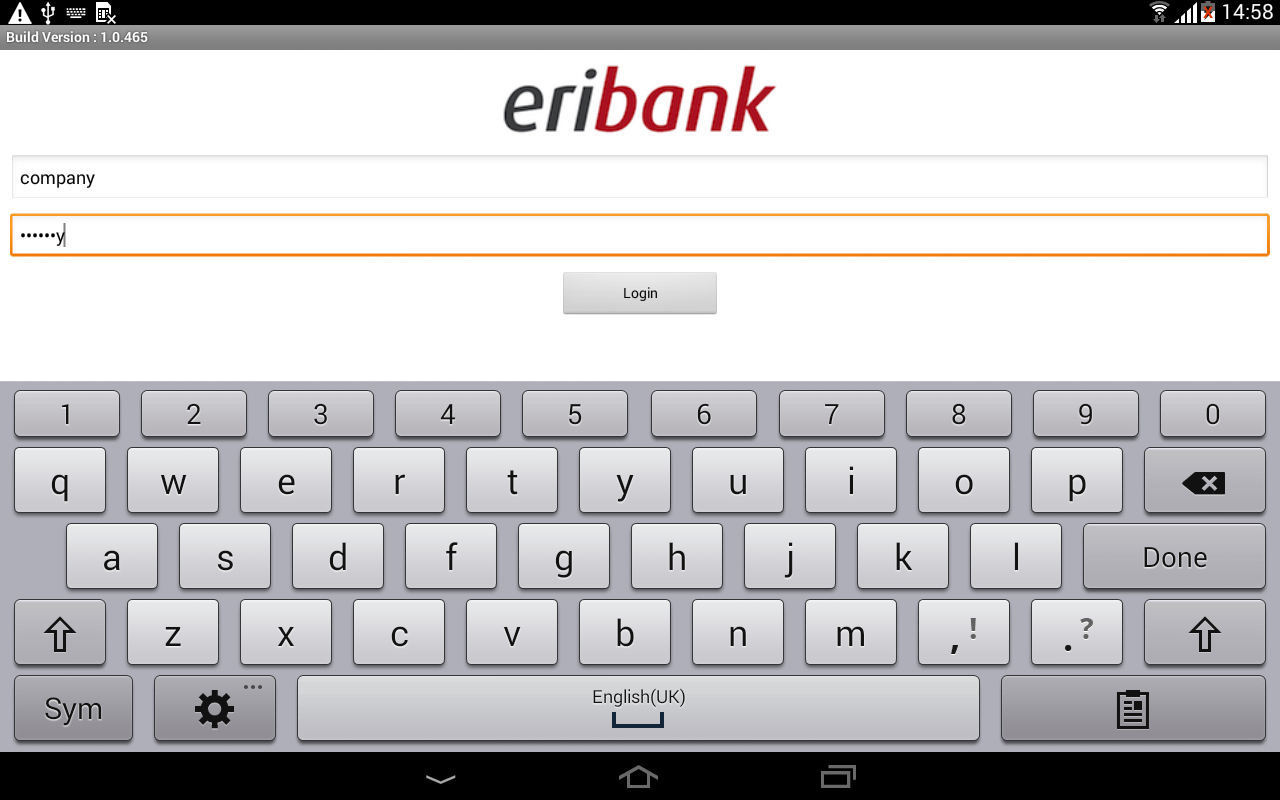 14:58
Build Version : 1.0.465
eribank
company
••••••y
Login
1 2 3 4 5 6 7 8 9 0
q w e r t y u i o p
a s d f g h j k l Done
z x c v b n m , ! . ?
Sym ... English(UK)